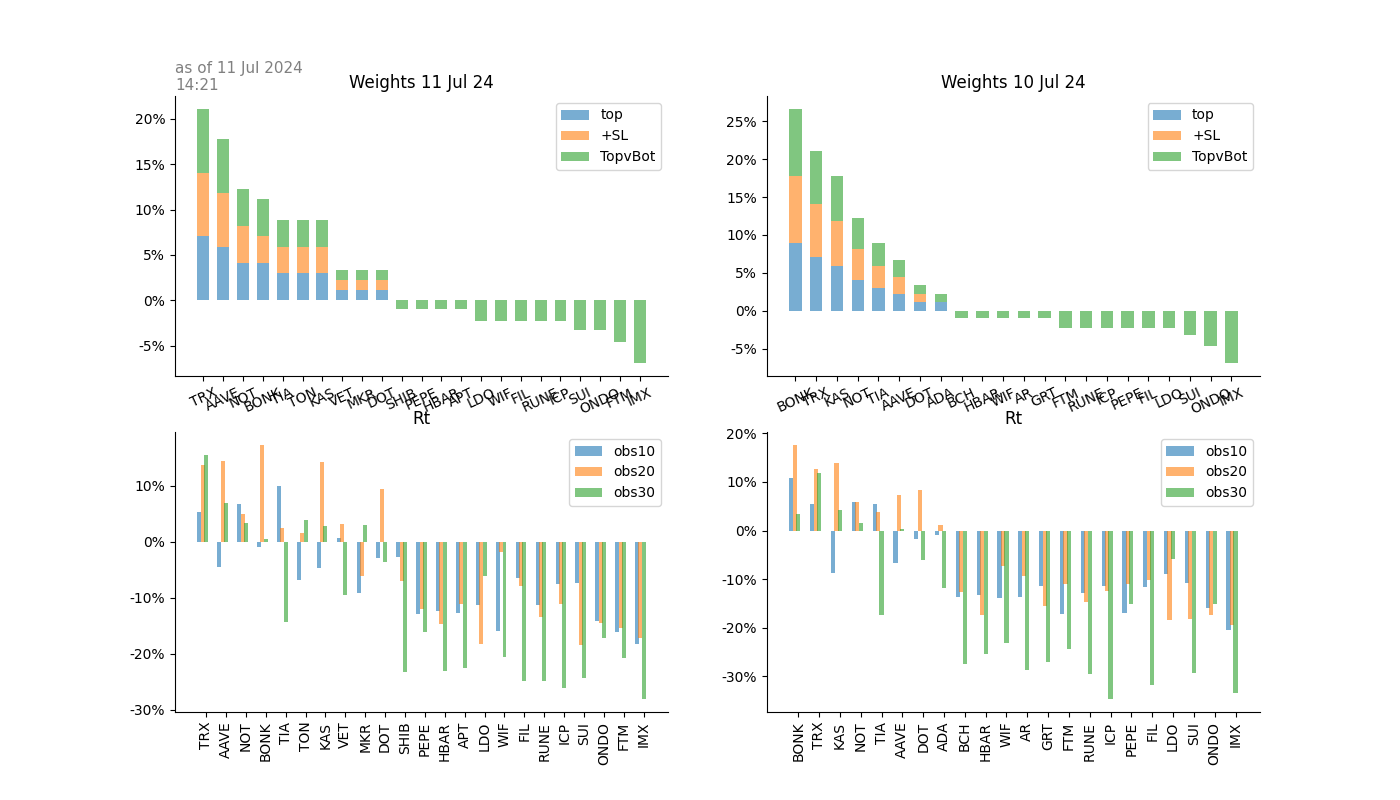 as of 11 Jul 2024
14:21
Weights 11 Jul 24
20%
15%
10%
5%
0%
-5%
top
+SL
TopvBot
TRX AAVE NOT BONK TIA TON KAS VET MKR DOT SHIB PEPE HBAR APT LDO WIF FIL RUNE ICP SUI ONDO FTM IMX
Weights 10 Jul 24
25%
20%
15%
10%
5%
0%
-5%
top
+SL
TopvBot
BONK TRX KAS NOT TIA AAVE DOT ADA BCH HBAR WIF AR GRT FTM RUNE ICP PEPE FIL LDO SUI ONDO IMX
Rt
10%
0%
-10%
-20%
-30%
obs10
obs20
obs30
TRX AAVE NOT BONK TIA TON KAS VET MKR DOT SHIB PEPE HBAR APT LDO WIF FIL RUNE ICP SUI ONDO FTM IMX
Rt
20%
10%
0%
-10%
-20%
-30%
obs10
obs20
obs30
BONK TRX KAS NOT TIA AAVE DOT ADA BCH HBAR WIF AR GRT FTM RUNE ICP PEPE FIL LDO SUI ONDO IMX